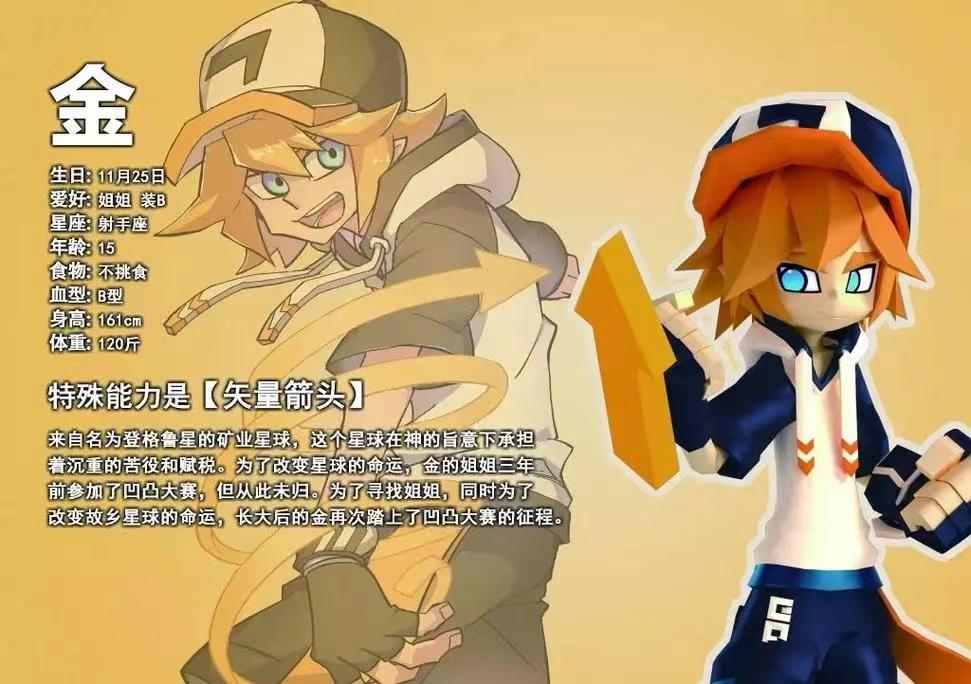 金
生日: 11月25日
爱好: 姐姐 装B
星座: 射手座
年龄: 15
食物: 不挑食
血型: B型
身高: 161cm
体重: 120斤
特殊能力是【矢量箭头】
来自名为登格鲁星的矿业星球，这个星球在神的旨意下承担
着沉重的苦役和赋税。为了改变星球的命运，金的姐姐三年
前参加了凹凸大赛，但从此未归。为了寻找姐姐，同时为了
改变故乡星球的命运，长大后的金再次踏上了凹凸大赛的征程。